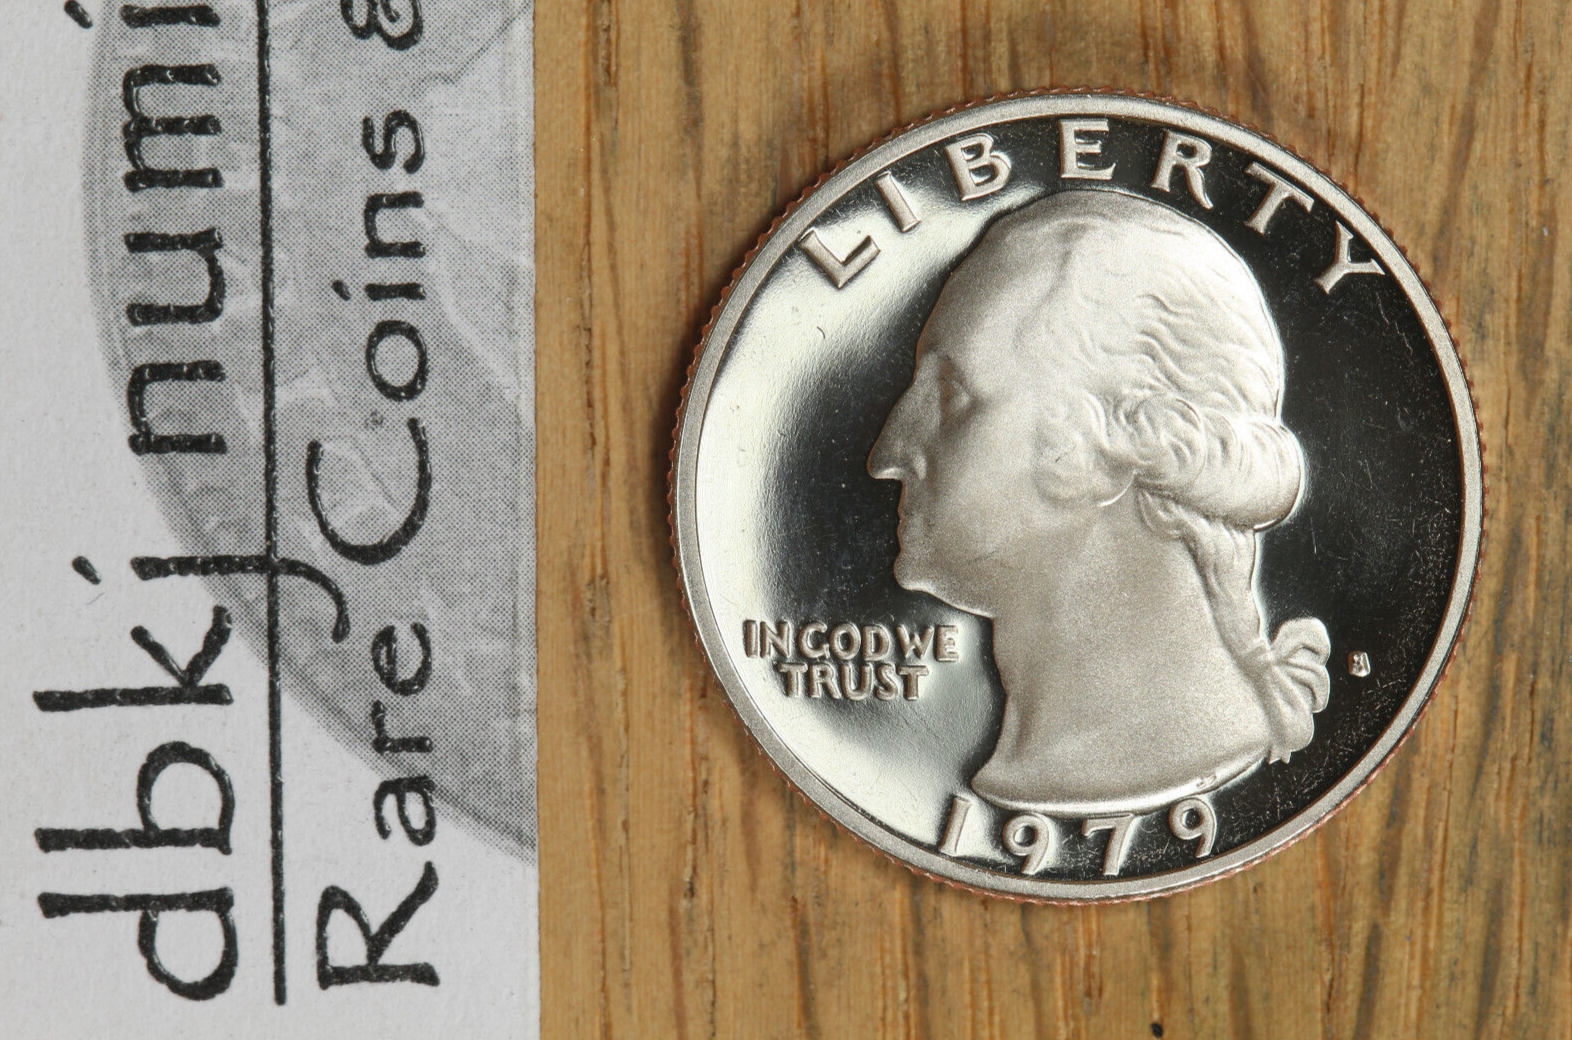 dbkj numi
Rare Coins &
LIBERTY
IN GOD WE
TRUST
1979